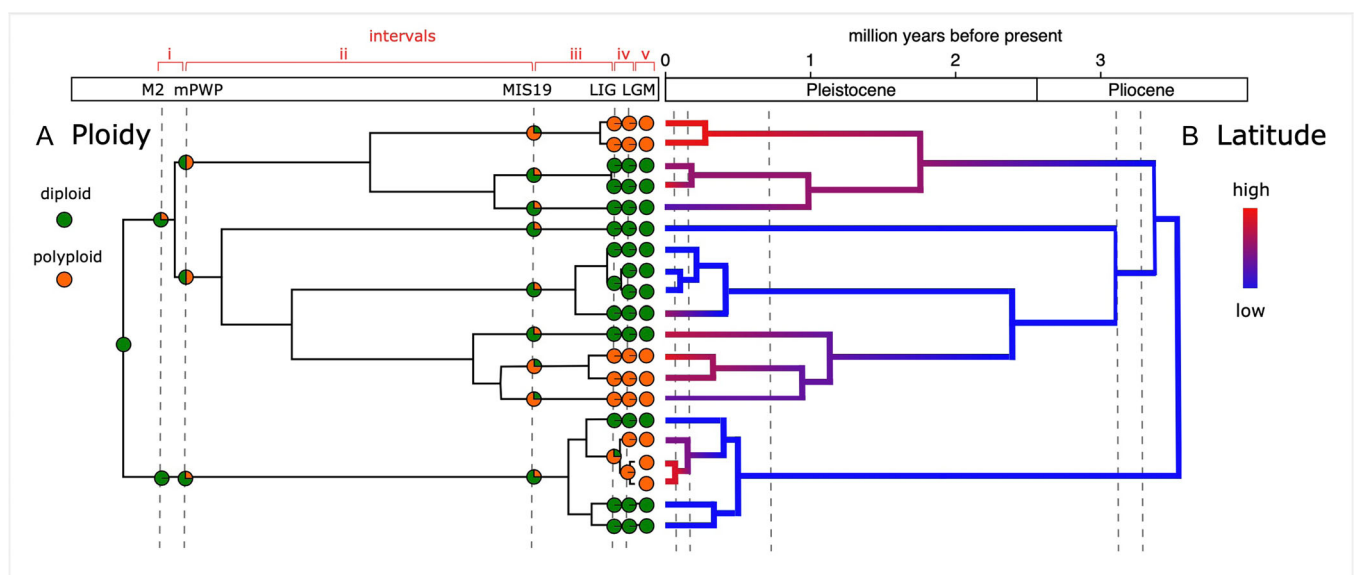 intervals
i ii iii iv v
M2 mPWP MIS19 LIG LGM
million years before present
0 1 2 3
Pleistocene Pliocene
A Ploidy
diploid
polyploid
B Latitude
high
low